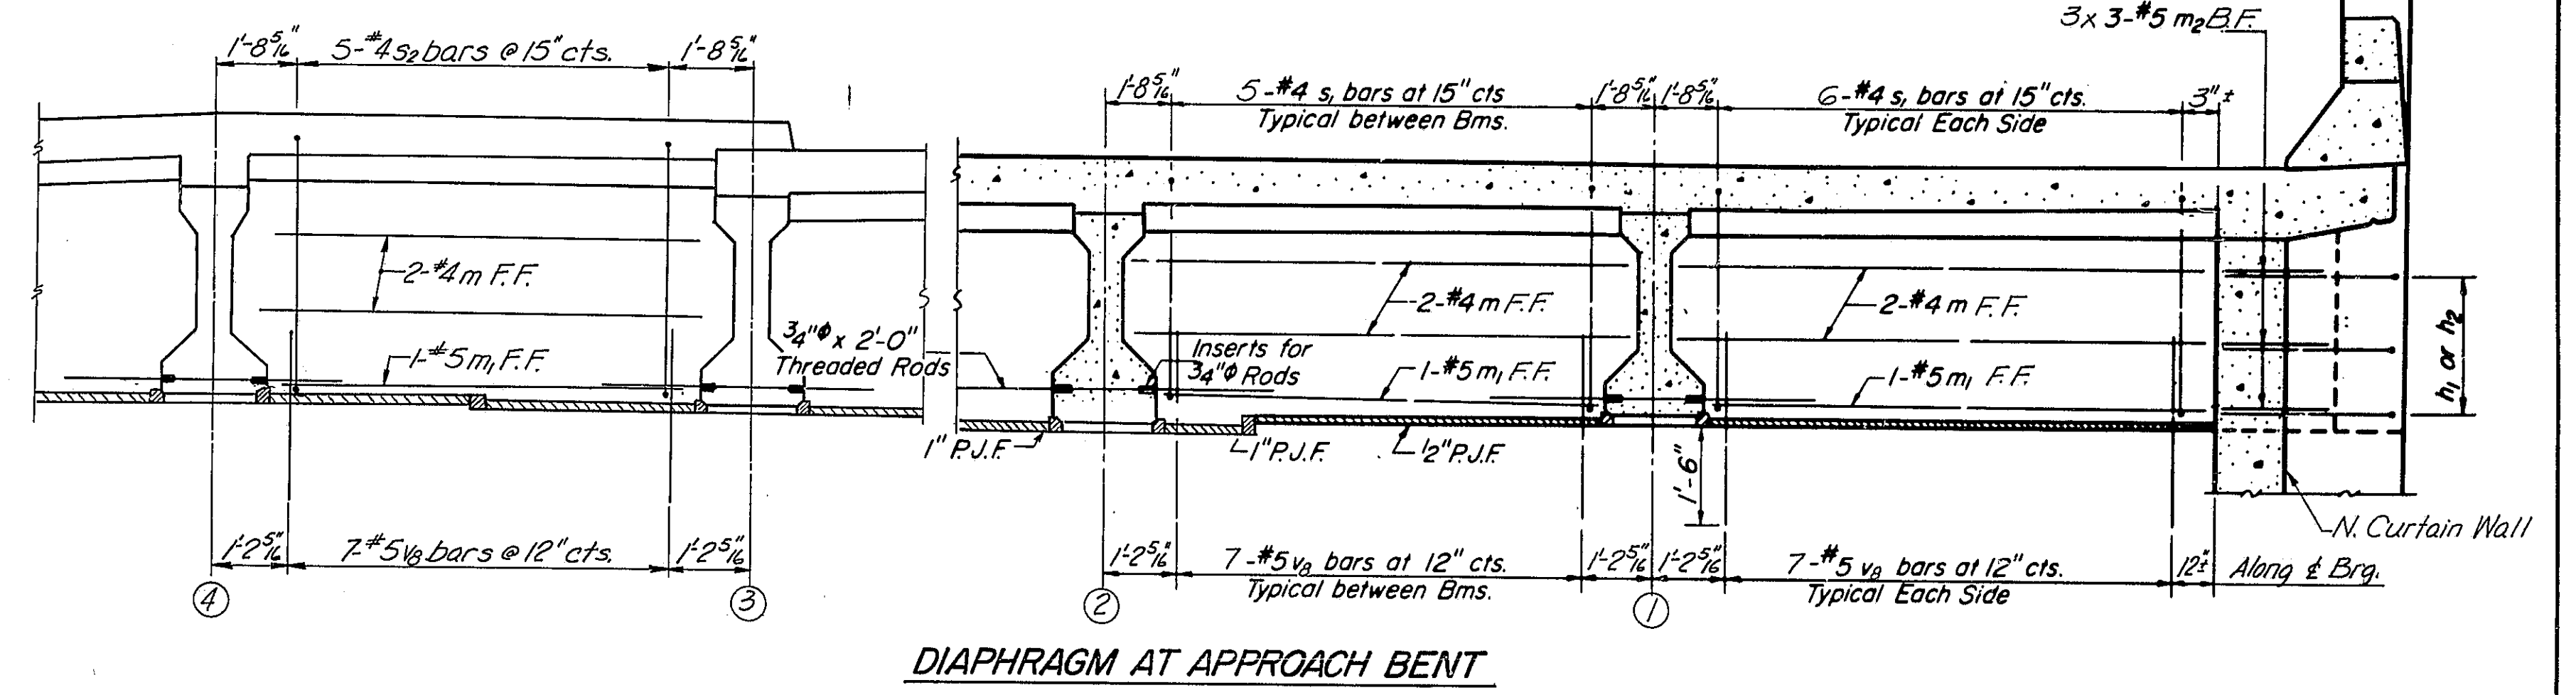 3 x 3-#5 m₂ B.F.
1'-8 5/16" 5-#4 s₂ bars @ 15" cts. 1'-8 5/16"
1'-8 5/16" 5-#4 s₁ bars at 15" cts 1'-8 5/16" 1'-8 5/16" 6-#4 s₁ bars at 15" cts. 3" ±
Typical between Bms. Typical Each Side
2-#4 m F.F.
2-#4 m F.F.
2-#4 m F.F.
h₁ or h₂
3/4"ϕ x 2'-0"
Threaded Rods
Inserts for
3/4"ϕ Rods
1-#5 m₁ F.F.
1-#5 m₁ F.F.
1-#5 m₁ F.F.
1" P.J.F.
1" P.J.F.
1/2" P.J.F.
1'-6"
N. Curtain Wall
1'-2 5/16" 7-#5 v₈ bars @ 12" cts. 1'-2 5/16"
1'-2 5/16" 7-#5 v₈ bars at 12" cts. 1'-2 5/16" 1'-2 5/16" 7-#5 v₈ bars at 12" cts. 12"± Along ℄ Brg.
Typical between Bms. Typical Each Side
4 3 2 1
DIAPHRAGM AT APPROACH BENT